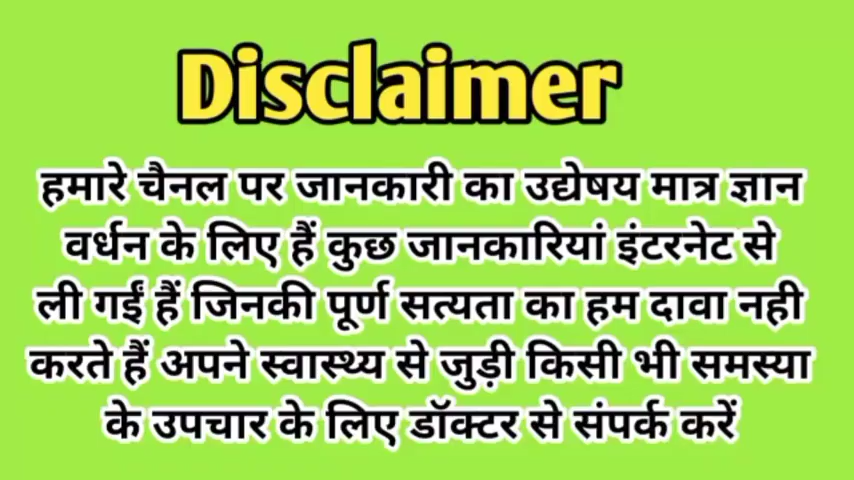 Disclaimer
हमारे चैनल पर जानकारी का उद्येषय मात्र ज्ञान
वर्धन के लिए हैं कुछ जानकारियां इंटरनेट से
ली गईं हैं जिनकी पूर्ण सत्यता का हम दावा नही
करते हैं अपने स्वास्थ्य से जुड़ी किसी भी समस्या
के उपचार के लिए डॉक्टर से संपर्क करें